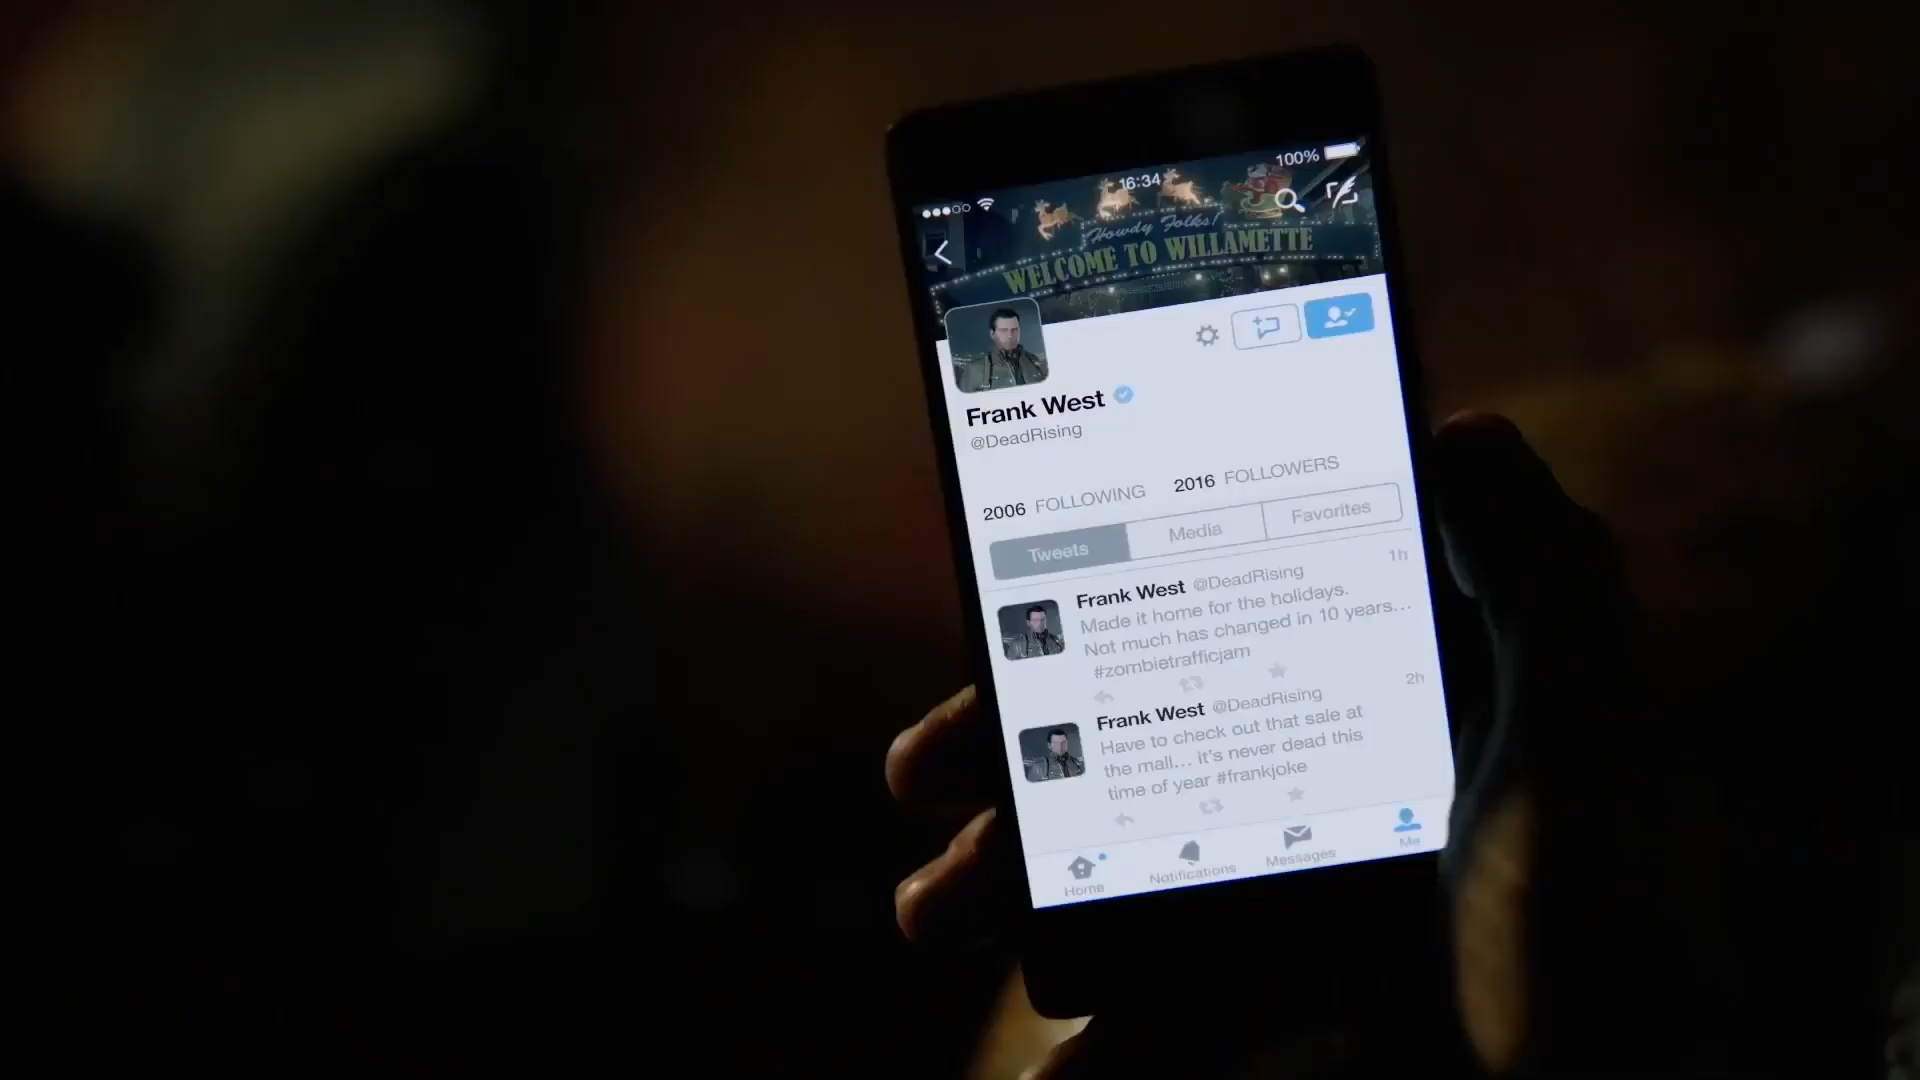 16:34
100%
Howdy Folks!
WELCOME TO WILLAMETTE
Frank West
@DeadRising
2006 FOLLOWING 2016 FOLLOWERS
Tweets Media Favorites
Frank West @DeadRising 1h
Made it home for the holidays.
Not much has changed in 10 years...
#zombietrafficjam
Frank West @DeadRising 2h
Have to check out that sale at
the mall... it's never dead this
time of year #frankjoke
Home Notifications Messages Me